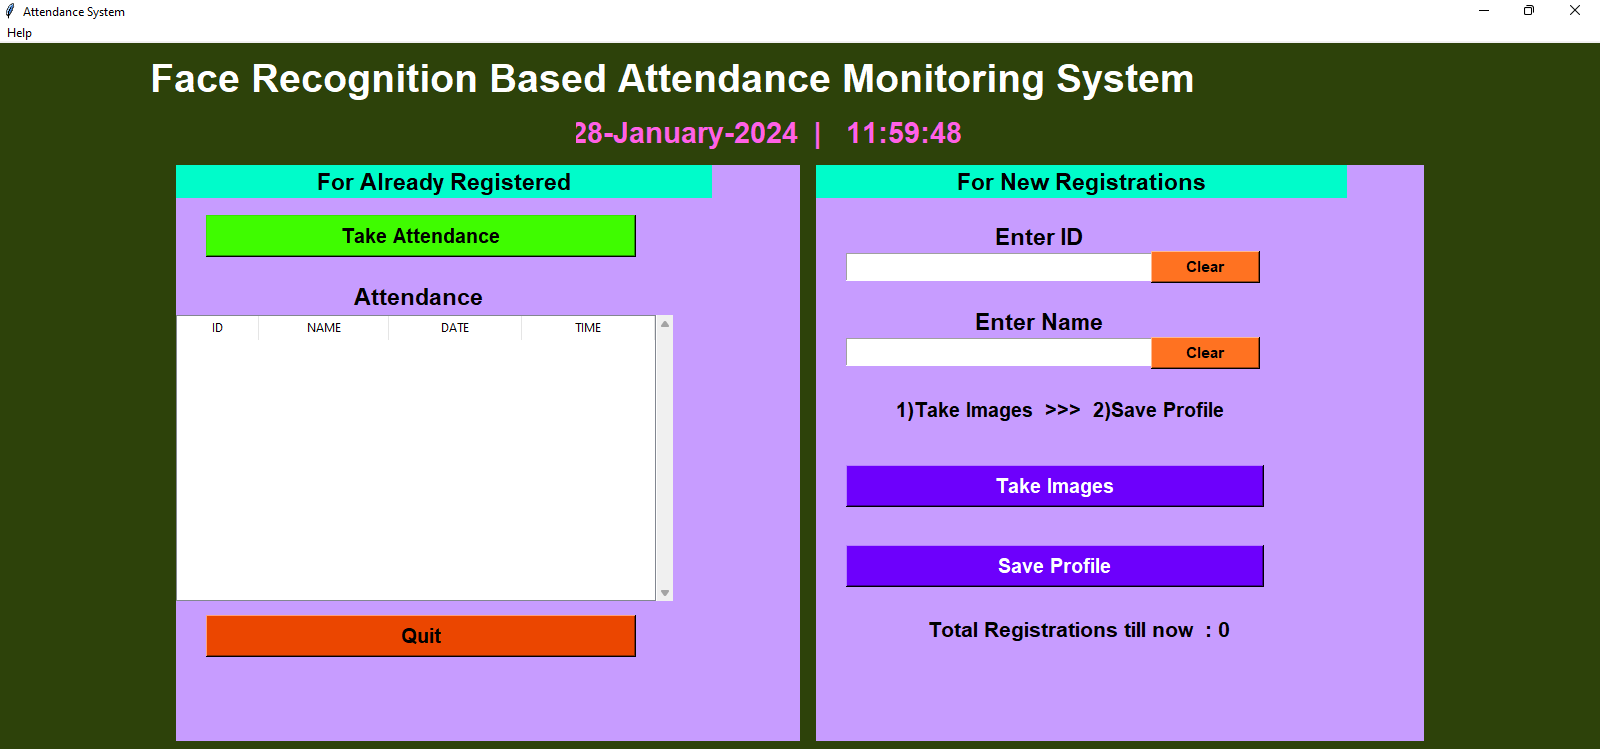 Attendance System
Help
Face Recognition Based Attendance Monitoring System
28-January-2024 | 11:59:48
For Already Registered
Take Attendance
Attendance
ID NAME DATE TIME
Quit
For New Registrations
Enter ID
Clear
Enter Name
Clear
1)Take Images >>> 2)Save Profile
Take Images
Save Profile
Total Registrations till now : 0